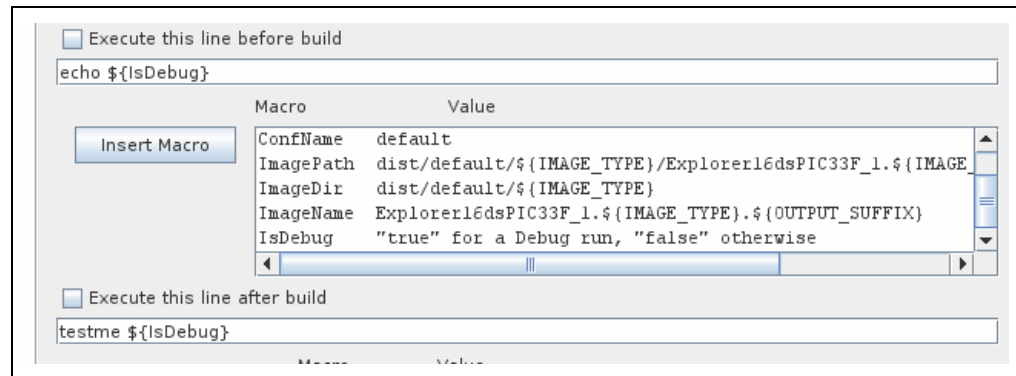 Execute this line before build
echo ${IsDebug}
Macro Value
Insert Macro
ConfName default
ImagePath dist/default/${IMAGE_TYPE}/Explorer16dsPIC33F_1.${IMAGE_
ImageDir dist/default/${IMAGE_TYPE}
ImageName Explorer16dsPIC33F_1.${IMAGE_TYPE}.${OUTPUT_SUFFIX}
IsDebug "true" for a Debug run, "false" otherwise
Execute this line after build
testme ${IsDebug}
Macro Value